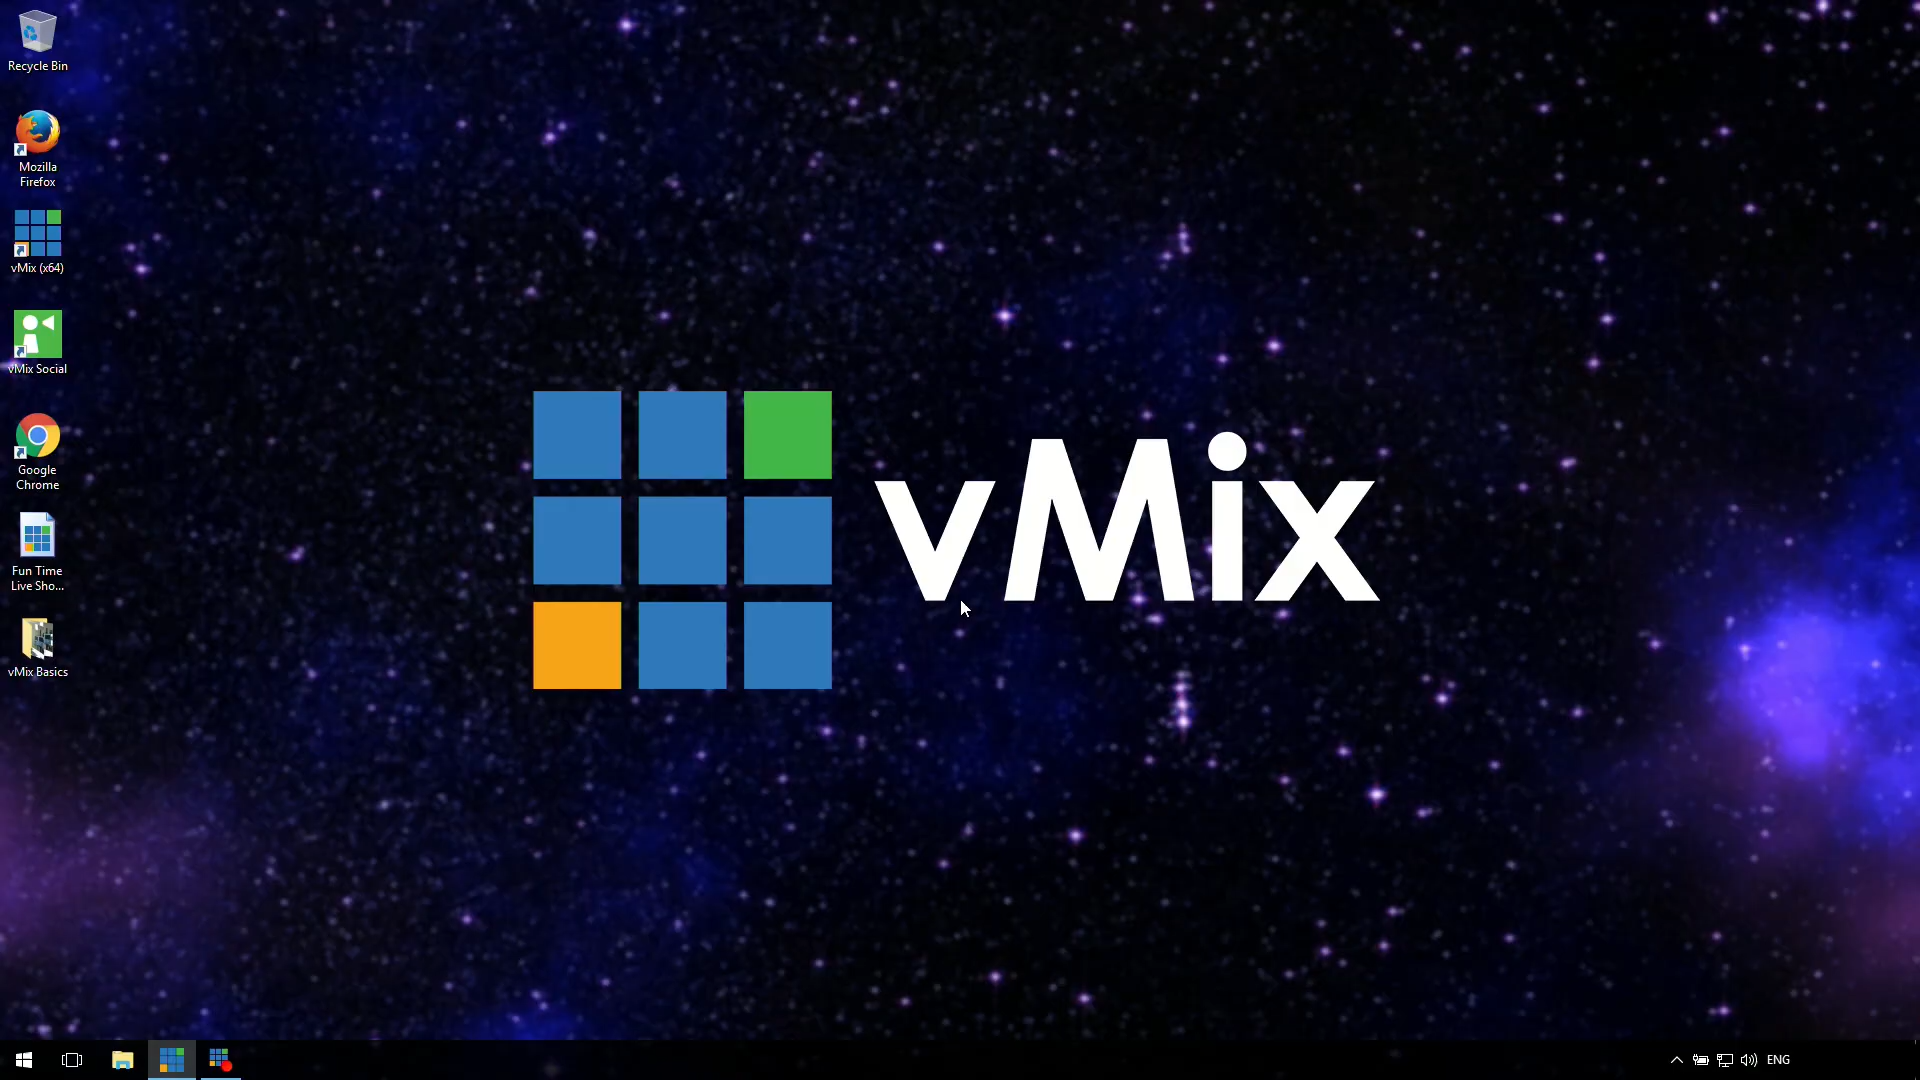 Recycle Bin
Mozilla
Firefox
vMix (x64)
vMix Social
Google
Chrome
Fun Time
Live Sho...
vMix Basics
vMix
ENG